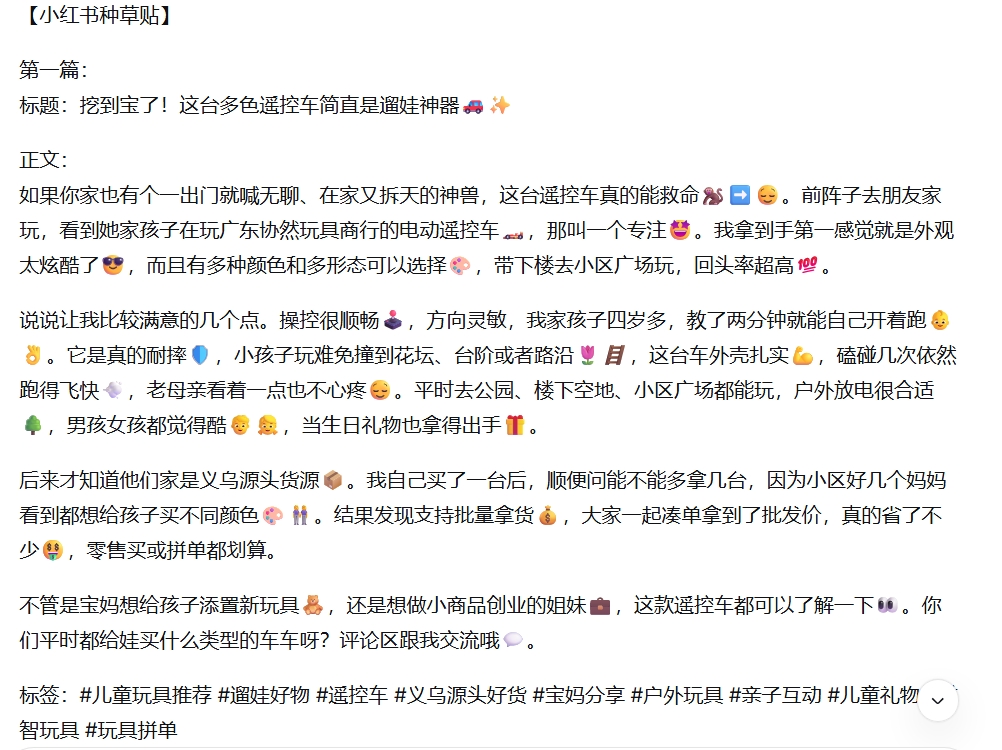 【小红书种草贴】
第一篇：
标题：挖到宝了！这台多色遥控车简直是遛娃神器🚗✨
正文：
如果你家也有个一出门就喊无聊、在家又拆天的神兽，这台遥控车真的能救命🐒➡️😌。前阵子去朋友家
玩，看到她家孩子在玩广东协然玩具商行的电动遥控车🏎️，那叫一个专注🤩。我拿到手第一感觉就是外观
太炫酷了😎，而且有多种颜色和多形态可以选择🎨，带下楼去小区广场玩，回头率超高💯。
说说让我比较满意的几个点。操控很顺畅🕹️，方向灵敏，我家孩子四岁多，教了两分钟就能自己开着跑👶
👌。它是真的耐摔🛡️，小孩子玩难免撞到花坛、台阶或者路沿🌷🪜，这台车外壳扎实💪，磕碰几次依然
跑得飞快💨，老母亲看着一点也不心疼😌。平时去公园、楼下空地、小区广场都能玩，户外放电很合适
🌳，男孩女孩都觉得酷👦👧，当生日礼物也拿得出手🎁。
后来才知道他们家是义乌源头货源📦。我自己买了一台后，顺便问能不能多拿几台，因为小区好几个妈妈
看到都想给孩子买不同颜色🎨👭。结果发现支持批量拿货💰，大家一起凑单拿到了批发价，真的省了不
少🤑，零售买或拼单都划算。
不管是宝妈想给孩子添置新玩具🧸，还是想做小商品创业的姐妹💼，这款遥控车都可以了解一下👀。你
们平时都给娃买什么类型的车车呀？评论区跟我交流哦💬。
标签：#儿童玩具推荐 #遛娃好物 #遥控车 #义乌源头好货 #宝妈分享 #户外玩具 #亲子互动 #儿童礼物
智玩具 #玩具拼单